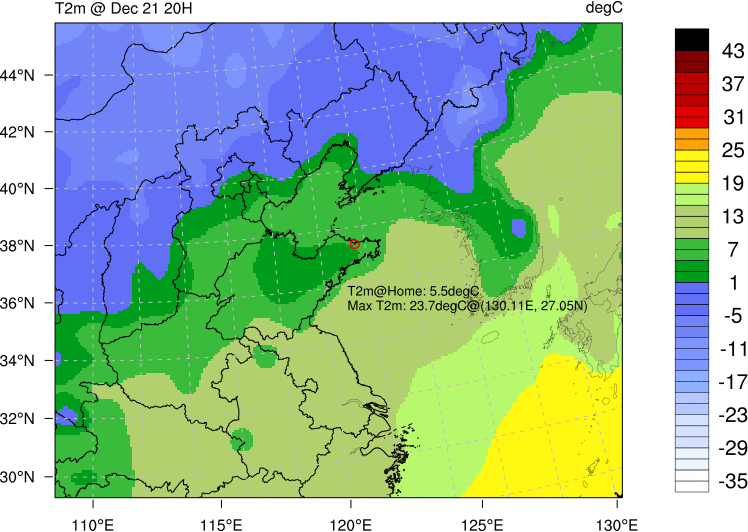 T2m @ Dec 21 20H
degC
44°N
42°N
40°N
38°N
36°N
34°N
32°N
30°N
T2m@Home: 5.5degC
Max T2m: 23.7degC@(130.11E, 27.05N)
110°E
115°E
120°E
125°E
130°E
43
37
31
25
19
13
7
1
-5
-11
-17
-23
-29
-35